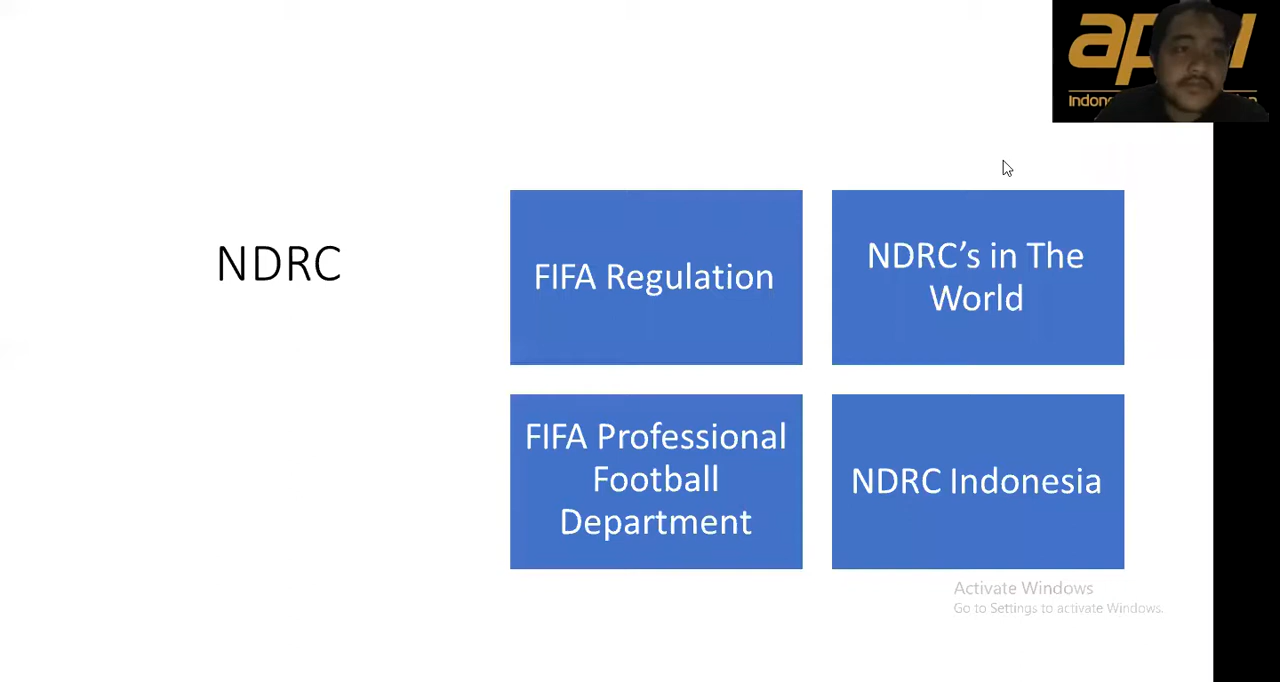 NDRC
FIFA Regulation
NDRC's in The
World
FIFA Professional
Football
Department
NDRC Indonesia
Activate Windows
Go to Settings to activate Windows.